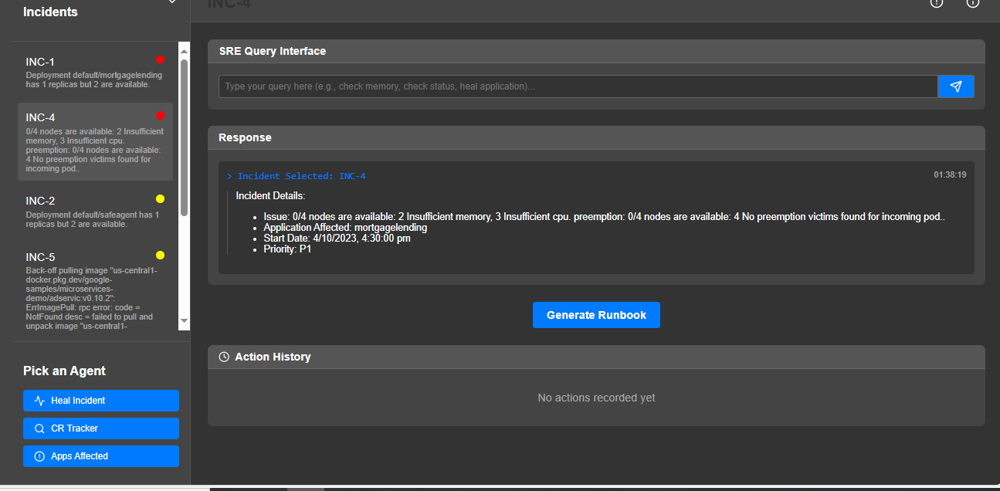 Incidents
INC-1
Deployment default/mortgagelending
has 1 replicas but 2 are available.
INC-4
0/4 nodes are available: 2 Insufficient
memory, 3 Insufficient cpu.
preemption: 0/4 nodes are available:
4 No preemption victims found for
incoming pod..
INC-2
Deployment default/safeagent has 1
replicas but 2 are available.
INC-5
Back-off pulling image "us-central1-
docker.pkg.dev/google-
samples/microservices-
demo/adservic:v0.10.2":
ErrImagePull: rpc error: code =
NotFound desc = failed to pull and
unpack image "us-central1-
Pick an Agent
Heal Incident
CR Tracker
Apps Affected
INC-4
SRE Query Interface
Type your query here (e.g., check memory, check status, heal application)...
Response
> Incident Selected: INC-4
01:38:19
Incident Details:
• Issue: 0/4 nodes are available: 2 Insufficient memory, 3 Insufficient cpu. preemption: 0/4 nodes are available: 4 No preemption victims found for incoming pod..
• Application Affected: mortgagelending
• Start Date: 4/10/2023, 4:30:00 pm
• Priority: P1
Generate Runbook
Action History
No actions recorded yet